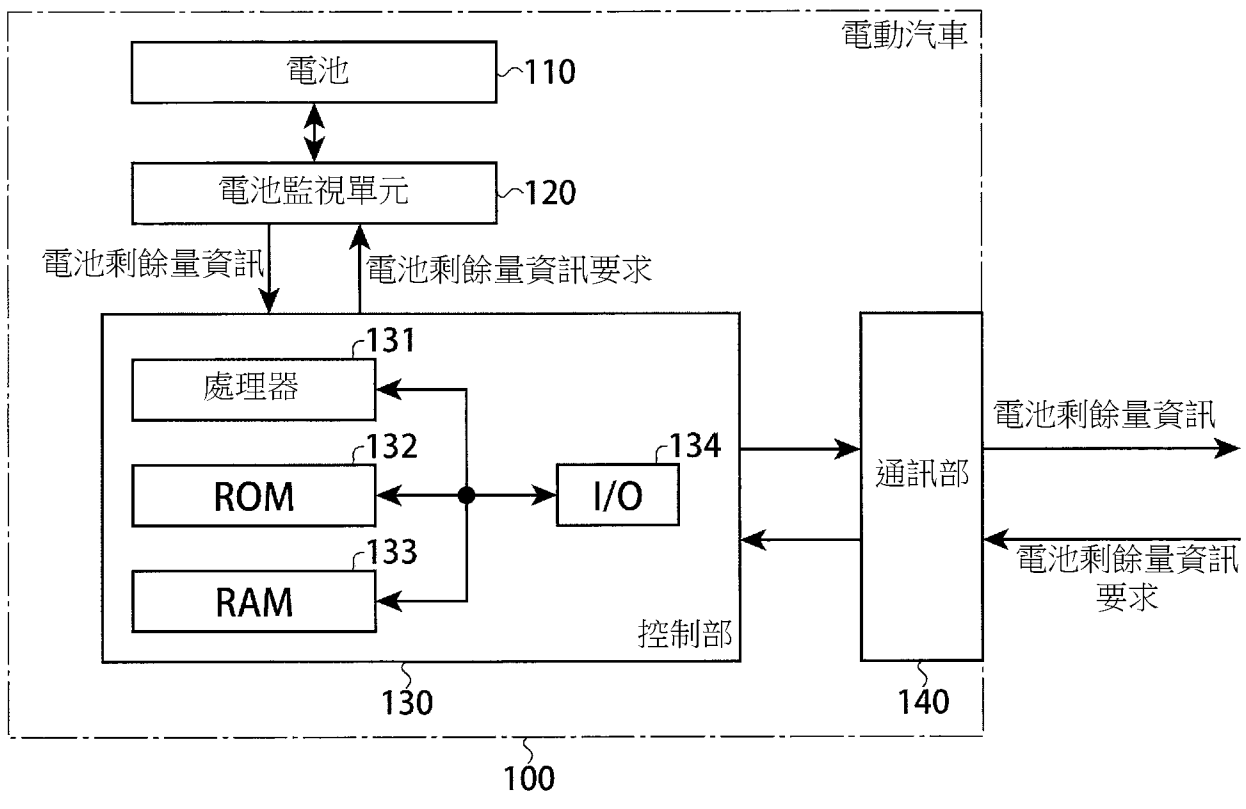 電動汽車
電池
110
電池監視單元
120
電池剩餘量資訊
電池剩餘量資訊要求
131
處理器
132
ROM
133
RAM
134
I/O
控制部
130
通訊部
140
電池剩餘量資訊
電池剩餘量資訊
要求
100